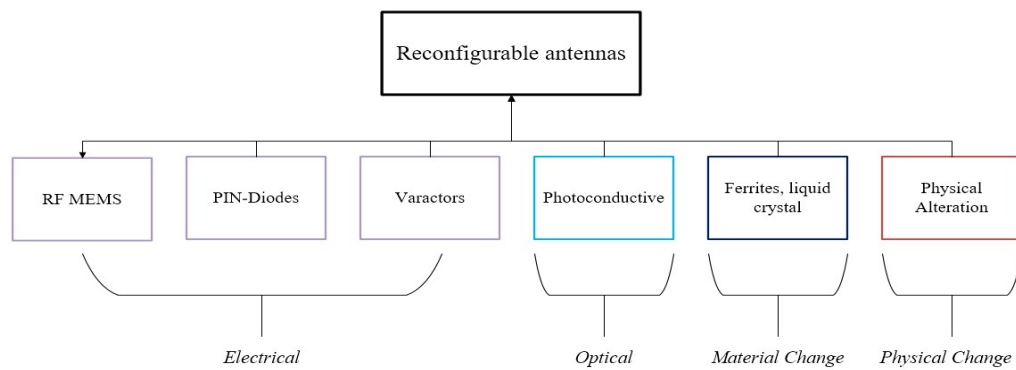 Reconfigurable antennas
RF MEMS
PIN-Diodes
Varactors
Photoconductive
Ferrites, liquid
crystal
Physical
Alteration
Electrical
Optical
Material Change
Physical Change